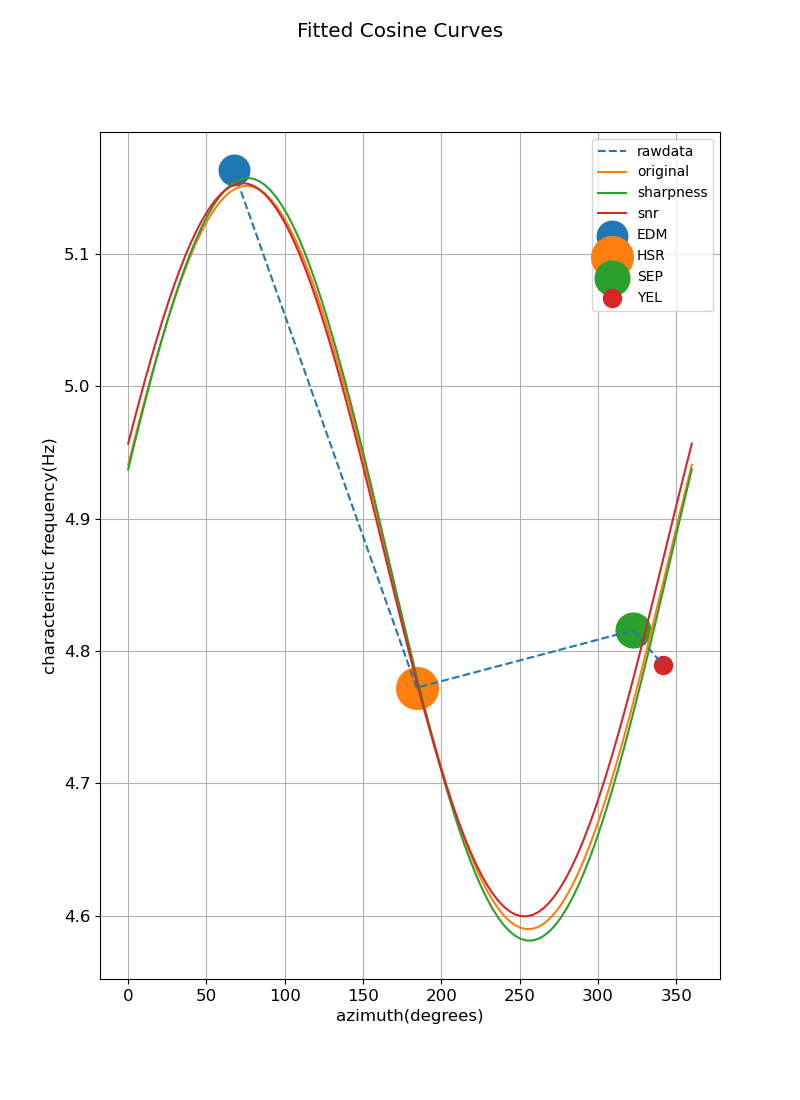 Fitted Cosine Curves
rawdata
original
sharpness
snr
EDM
HSR
SEP
YEL
5.1
5.0
4.9
4.8
4.7
4.6
characteristic frequency(Hz)
0 50 100 150 200 250 300 350
azimuth(degrees)